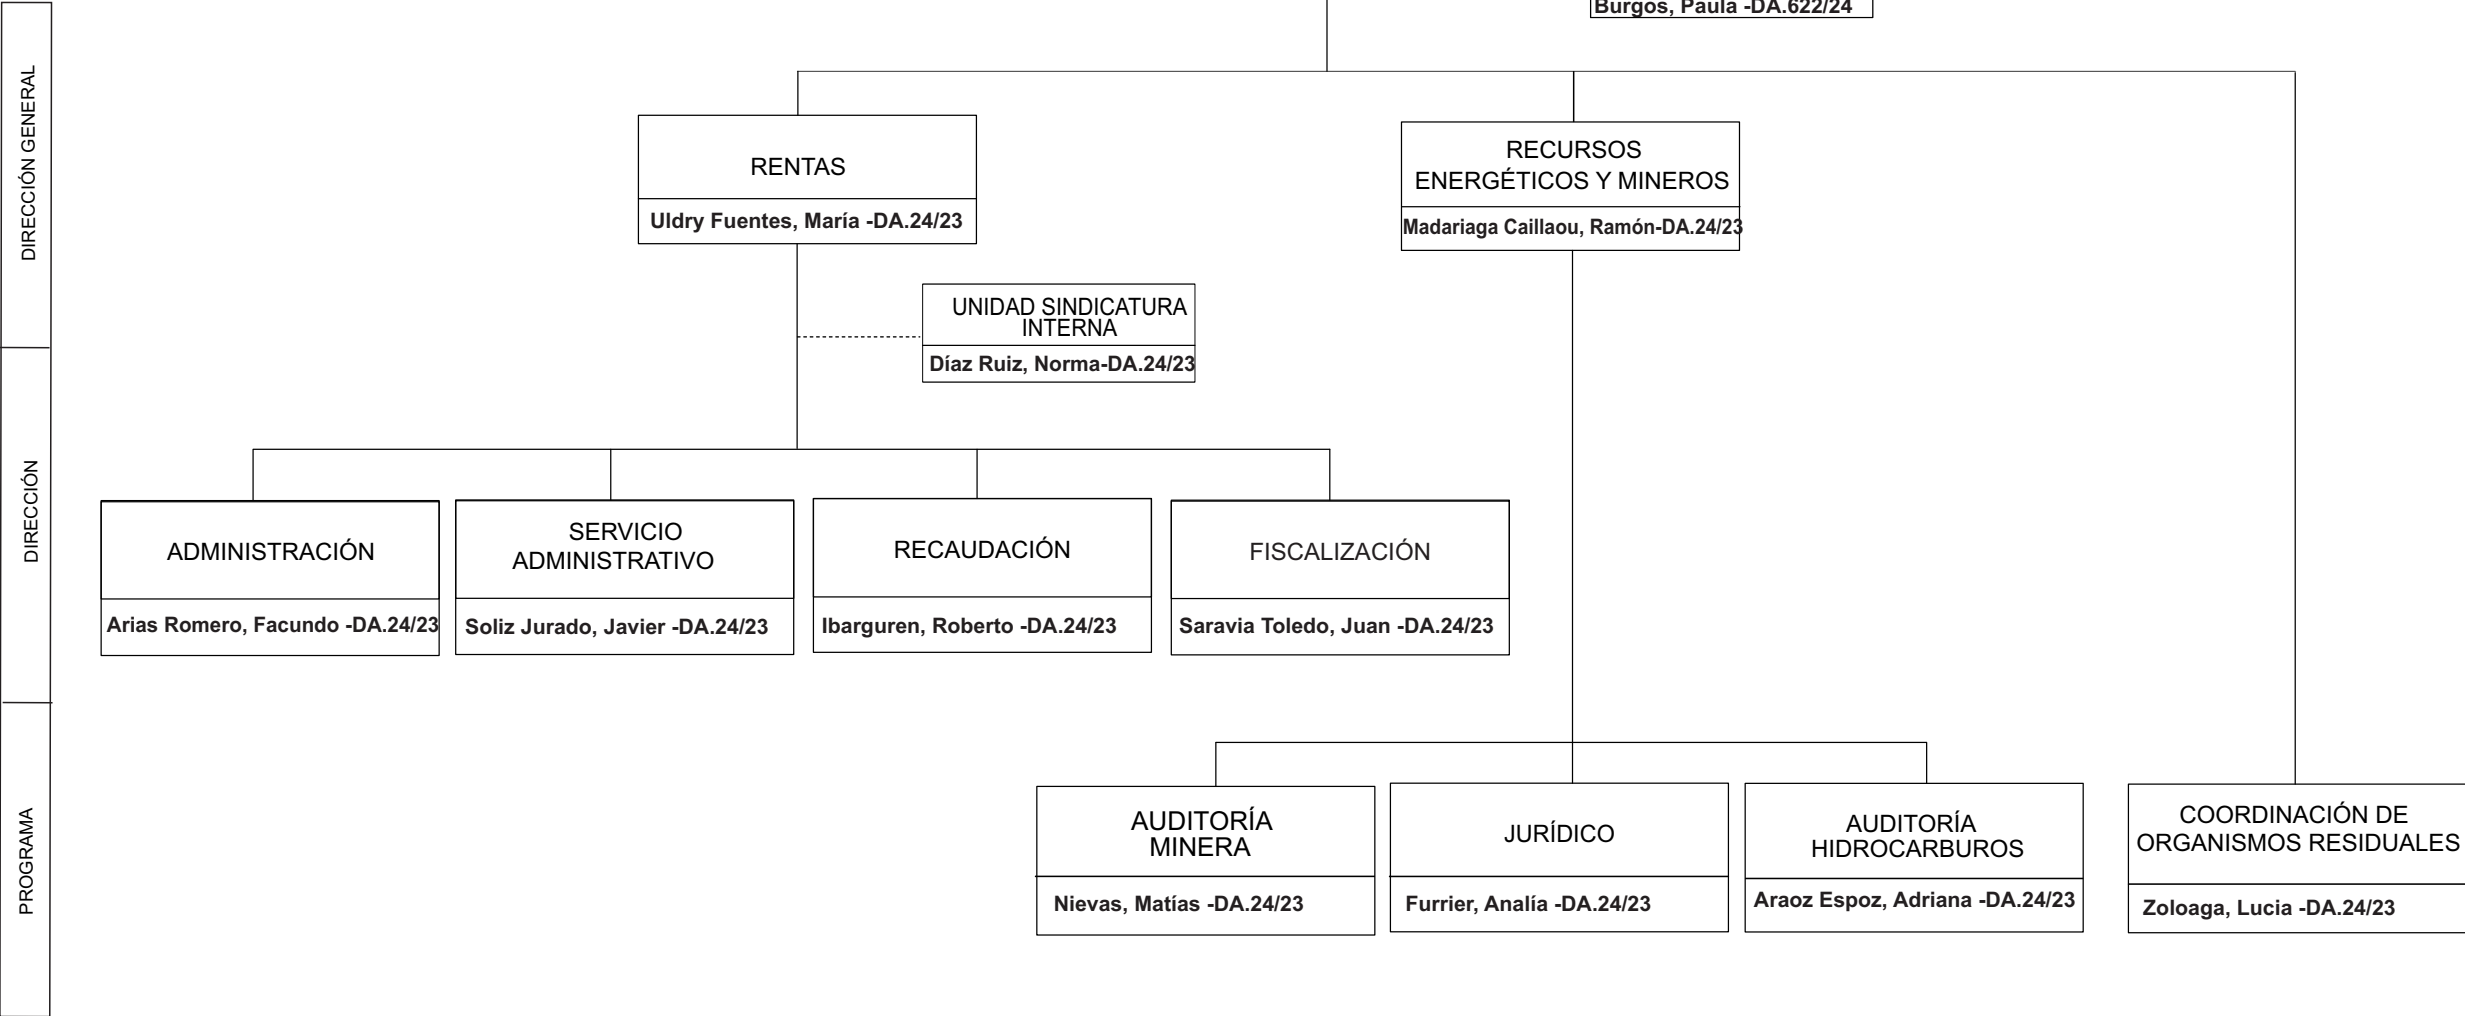 Burgos, Paula -DA.622/24
DIRECCIÓN GENERAL
RENTAS
Uldry Fuentes, María -DA.24/23
RECURSOS
ENERGÉTICOS Y MINEROS
Madariaga Caillaou, Ramón-DA.24/23
UNIDAD SINDICATURA
INTERNA
Díaz Ruiz, Norma-DA.24/23
DIRECCIÓN
ADMINISTRACIÓN
Arias Romero, Facundo -DA.24/23
SERVICIO
ADMINISTRATIVO
Soliz Jurado, Javier -DA.24/23
RECAUDACIÓN
Ibarguren, Roberto -DA.24/23
FISCALIZACIÓN
Saravia Toledo, Juan -DA.24/23
PROGRAMA
AUDITORÍA
MINERA
Nievas, Matías -DA.24/23
JURÍDICO
Furrier, Analía -DA.24/23
AUDITORÍA
HIDROCARBUROS
Araoz Espoz, Adriana -DA.24/23
COORDINACIÓN DE
ORGANISMOS RESIDUALES
Zoloaga, Lucia -DA.24/23